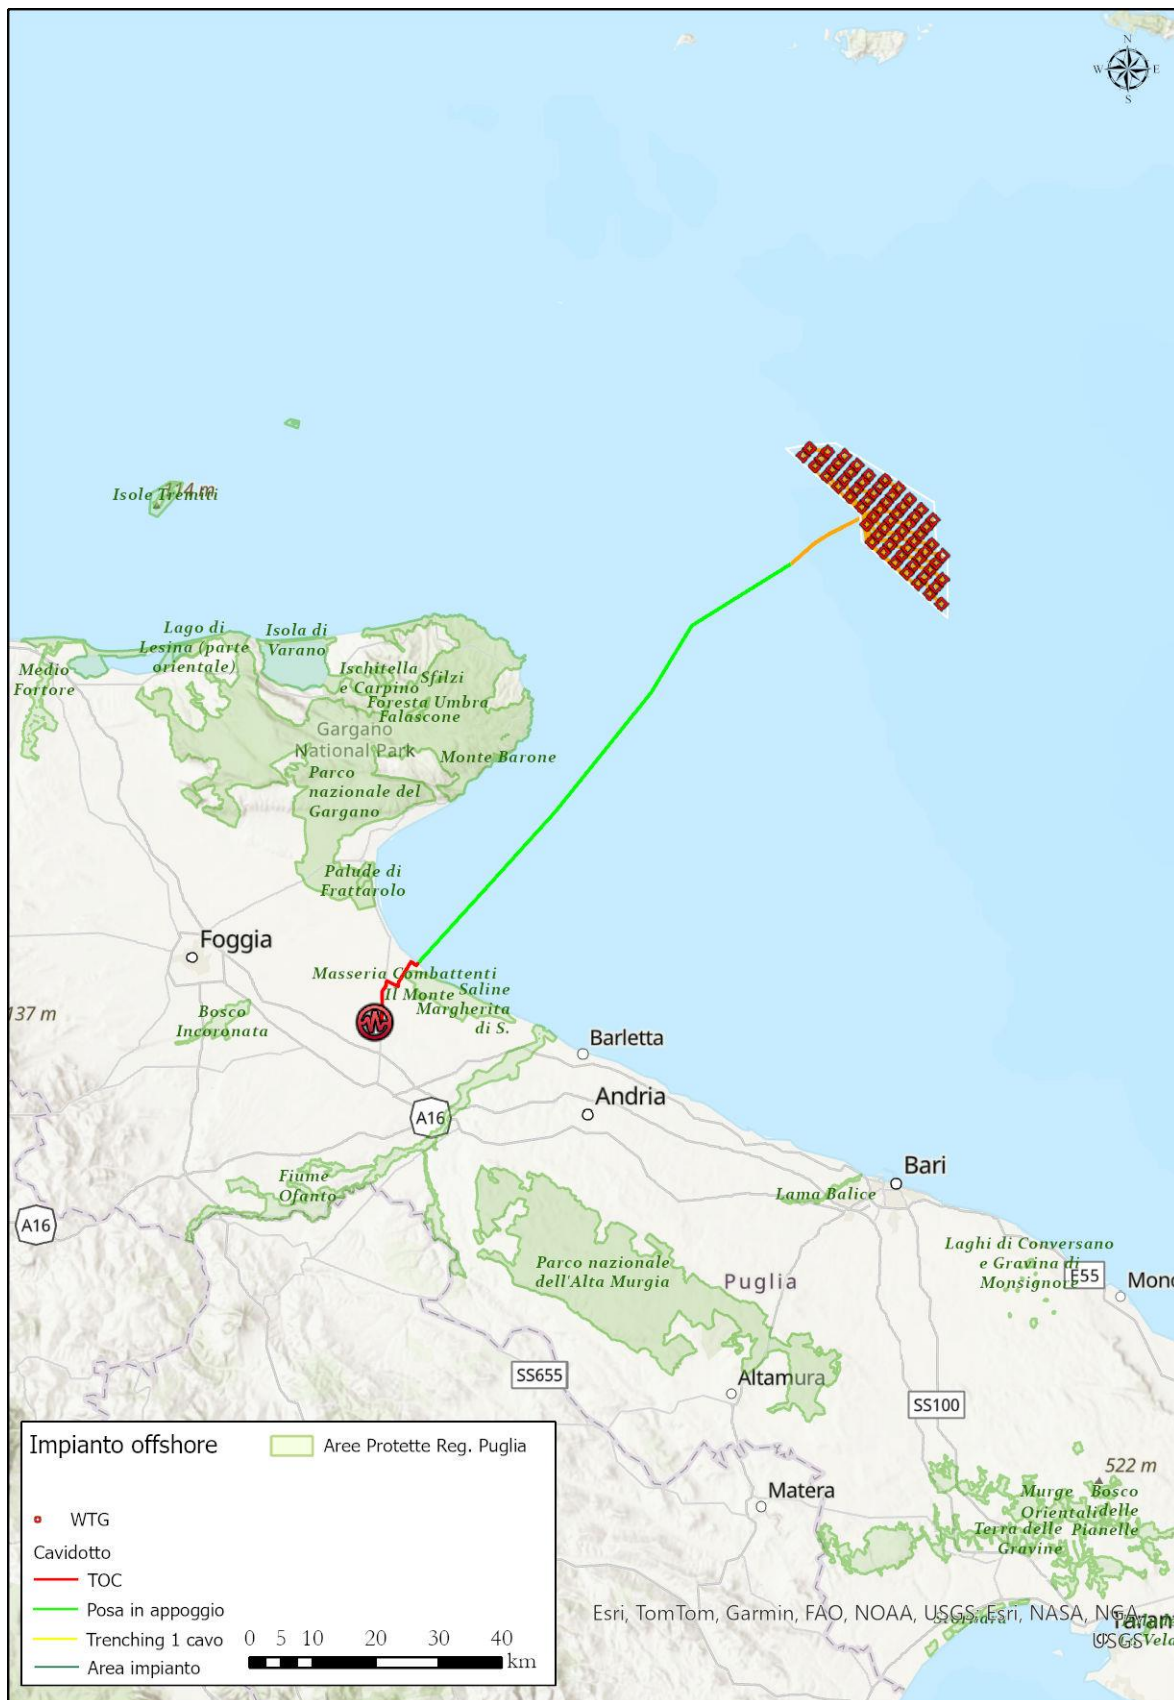 N
W
E
S
Isole Tremiti
114 m
Lago di
Lesina (parte
orientale)
Isola di
Varano
Medio
Fortore
Ischitella
e Carpino
Sfilzi
Foresta Umbra
Falascone
Gargano
National Park
Monte Barone
Parco
nazionale del
Gargano
Palude di
Frattarolo
Foggia
Masseria Combattenti
Il Monte
Saline
Margherita
di S.
Bosco
Incoronata
137 m
Barletta
Andria
A16
Fiume
Ofanto
A16
Bari
Lama Balice
Laghi di Conversano
e Gravina di
Monsignore
E55
Mono
Parco nazionale
dell'Alta Murgia
Puglia
SS655
Altamura
SS100
Matera
522 m
Murge
Orientali
Bosco
delle
Pianelle
Terra delle
Gravine
Impianto offshore
Aree Protette Reg. Puglia
WTG
Cavidotto
TOC
Posa in appoggio
Trenching 1 cavo
Area impianto
0 5 10 20 30 40
km
Esri, TomTom, Garmin, FAO, NOAA, USGS, Esri, NASA, NGA,
USGS